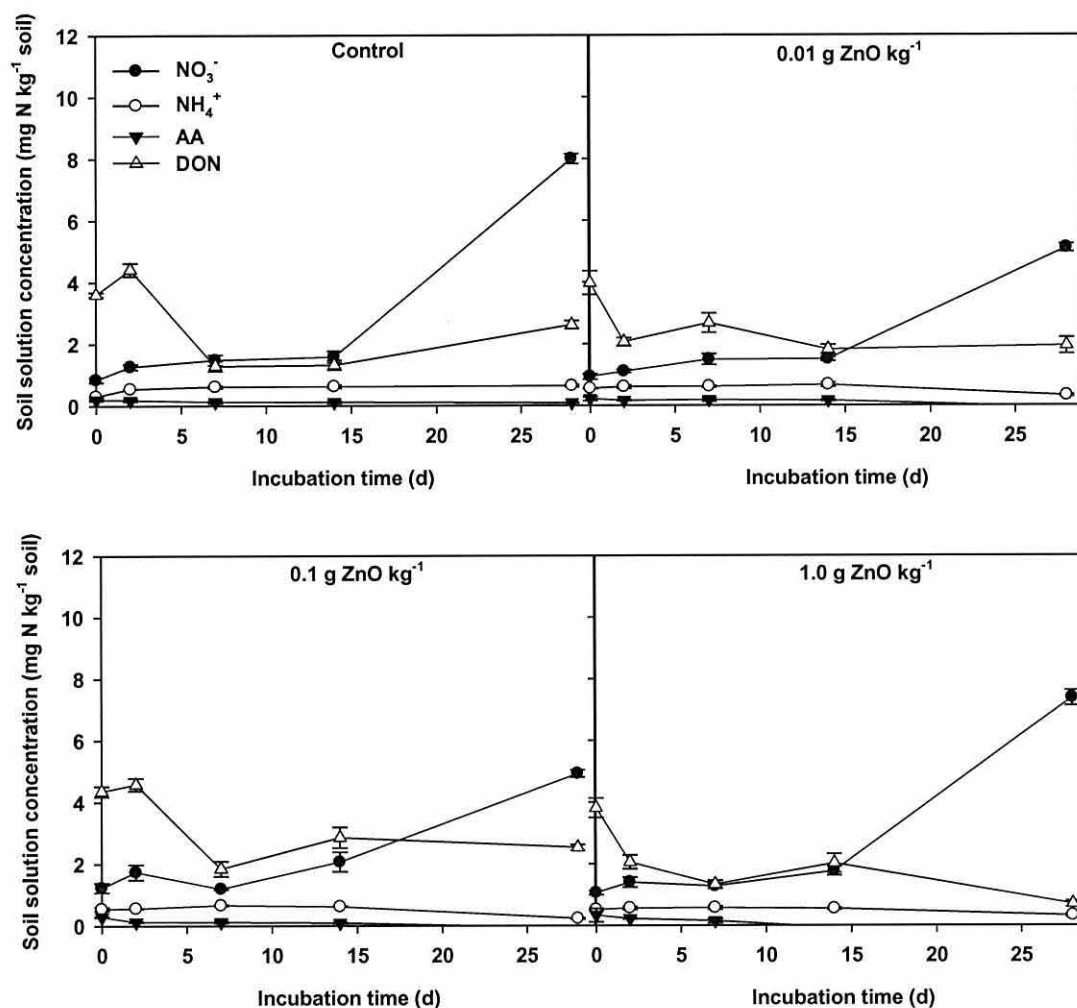 Control
0.01 g ZnO kg⁻¹
NO₃⁻
NH₄⁺
AA
DON
Soil solution concentration (mg N kg⁻¹ soil)
12
10
8
6
4
2
0
0 5 10 15 20 25
0 5 10 15 20 25
Incubation time (d)
Incubation time (d)
0.1 g ZnO kg⁻¹
1.0 g ZnO kg⁻¹
Soil solution concentration (mg N kg⁻¹ soil)
12
10
8
6
4
2
0
0 5 10 15 20 25
0 5 10 15 20 25
Incubation time (d)
Incubation time (d)